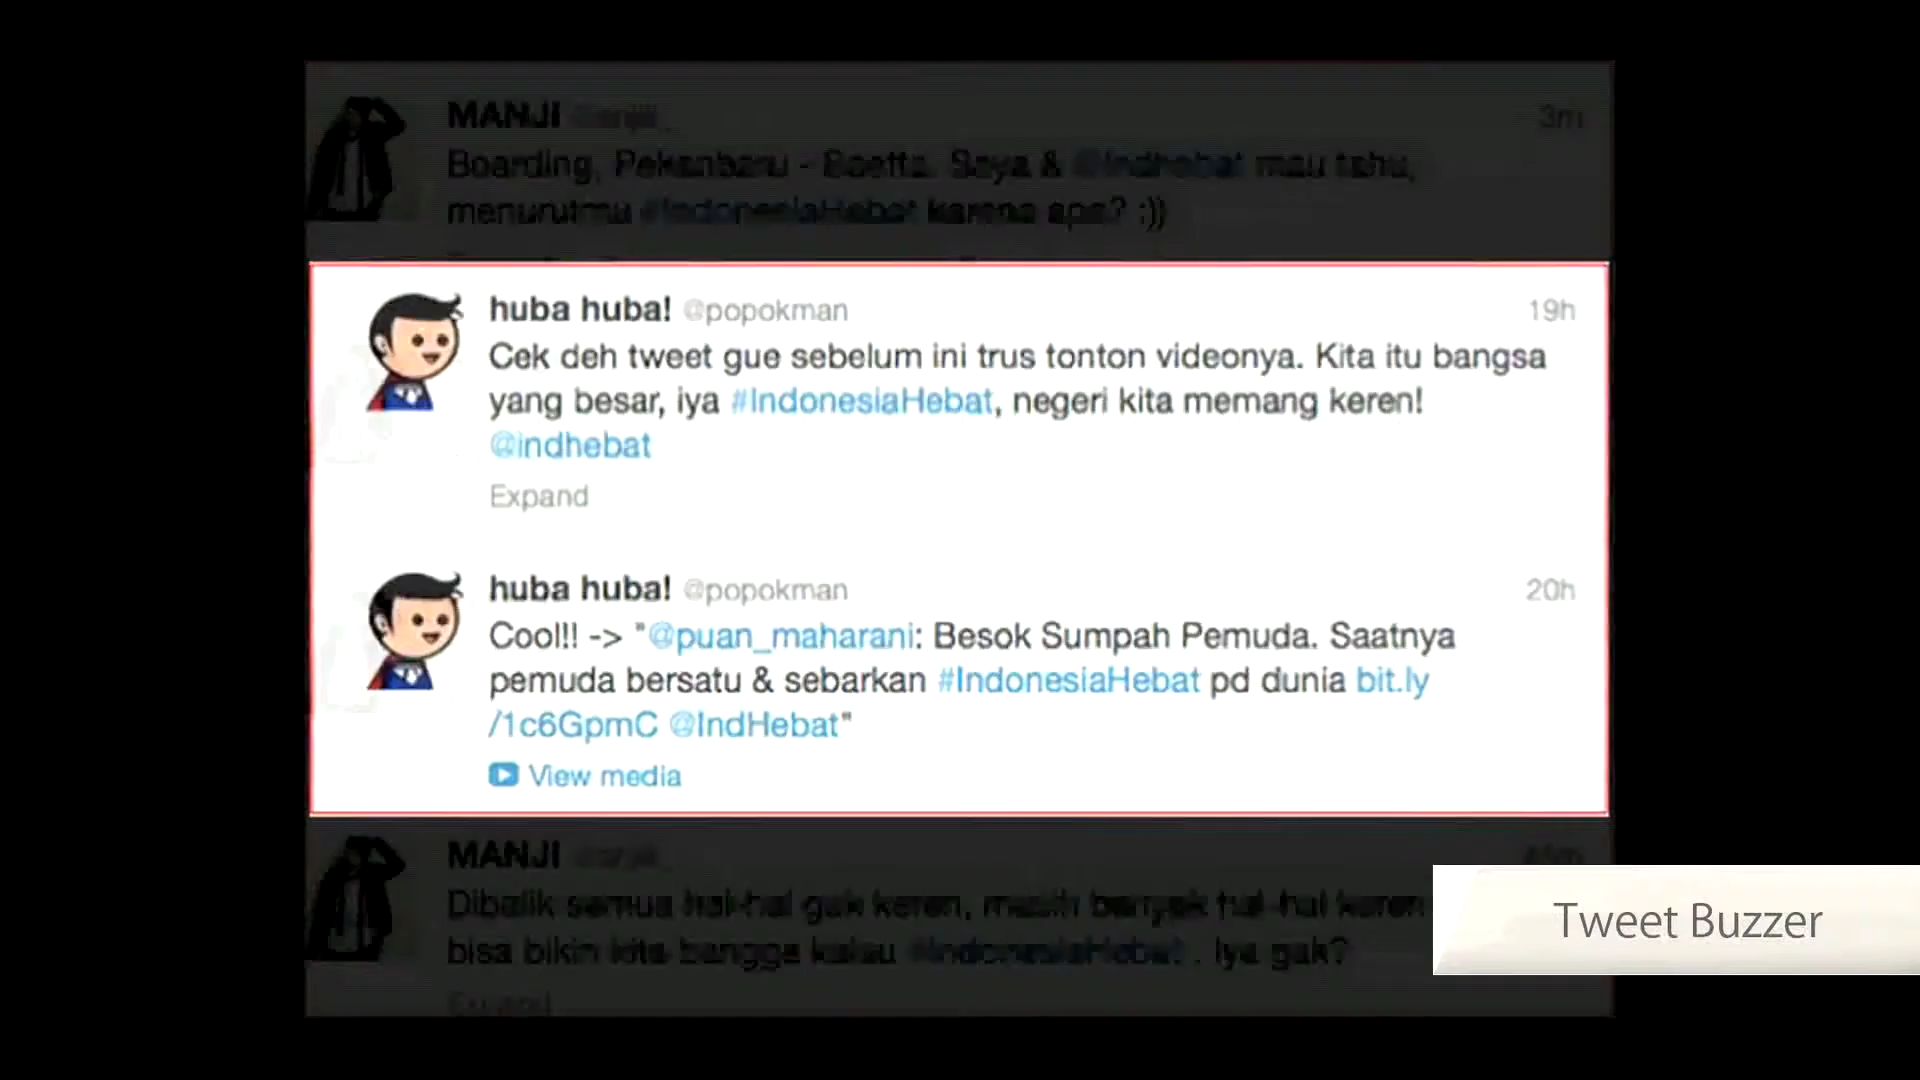 MANJI
3m
Boarding, Pekanbaru - Soetta. Saya & @Indhebat mau tahu,
menurutmu #IndonesiaHebat karena apa? :))
huba huba! @popokman 19h
Cek deh tweet gue sebelum ini trus tonton videonya. Kita itu bangsa
yang besar, iya #IndonesiaHebat, negeri kita memang keren!
@indhebat
Expand
huba huba! @popokman 20h
Cool!! -> "@puan_maharani: Besok Sumpah Pemuda. Saatnya
pemuda bersatu & sebarkan #IndonesiaHebat pd dunia bit.ly
/1c6GpmC @IndHebat"
View media
MANJI
Dibalik semua hal-hal gak keren, masih banyak hal-hal keren
bisa bikin kita bangga kalau #IndonesiaHebat . Iya gak?
Expand
Tweet Buzzer